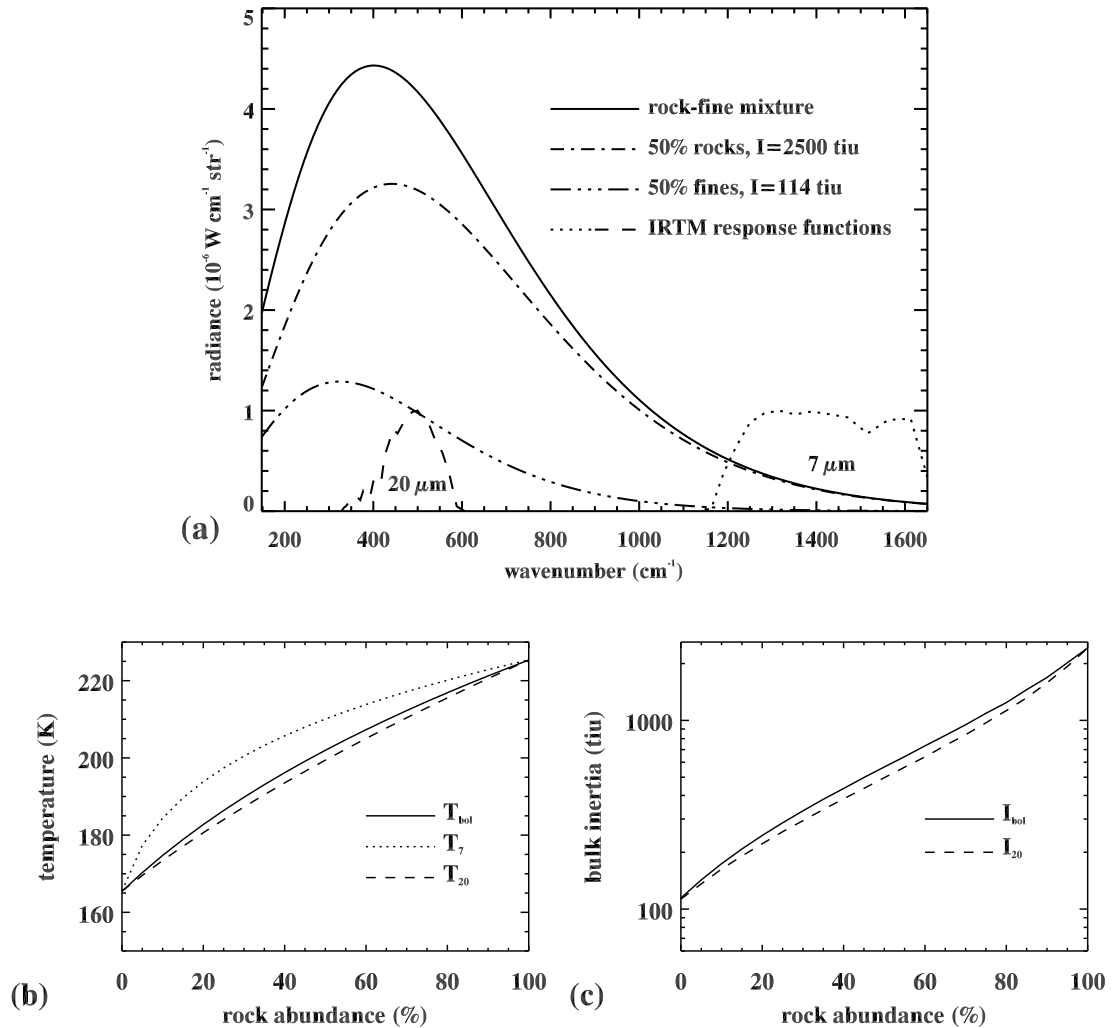 5
4
3
2
1
0
radiance (10⁻⁶ W cm⁻¹ str⁻¹)
rock-fine mixture
50% rocks, I=2500 tiu
50% fines, I=114 tiu
IRTM response functions
20 μm
7 μm
(a)
200 400 600 800 1000 1200 1400 1600
wavenumber (cm⁻¹)
220
200
180
160
temperature (K)
T_bol
T_7
T_20
0 20 40 60 80 100
(b)
rock abundance (%)
1000
100
bulk inertia (tiu)
I_bol
I_20
0 20 40 60 80 100
(c)
rock abundance (%)